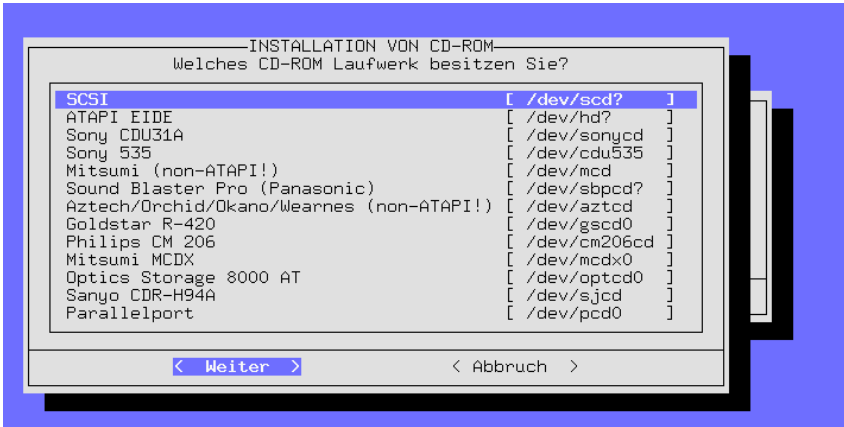 INSTALLATION VON CD-ROM
Welches CD-ROM Laufwerk besitzen Sie?
SCSI [ /dev/scd? ]
ATAPI EIDE [ /dev/hd? ]
Sony CDU31A [ /dev/sonycd ]
Sony 535 [ /dev/cdu535 ]
Mitsumi (non-ATAPI!) [ /dev/mcd ]
Sound Blaster Pro (Panasonic) [ /dev/sbpcd? ]
Aztech/Orchid/Okano/Wearnes (non-ATAPI!) [ /dev/aztcd ]
Goldstar R-420 [ /dev/gscd0 ]
Philips CM 206 [ /dev/cm206cd ]
Mitsumi MCDX [ /dev/mcdx0 ]
Optics Storage 8000 AT [ /dev/optcd0 ]
Sanyo CDR-H94A [ /dev/sjcd ]
Parallelport [ /dev/pcd0 ]
< Weiter > < Abbruch >